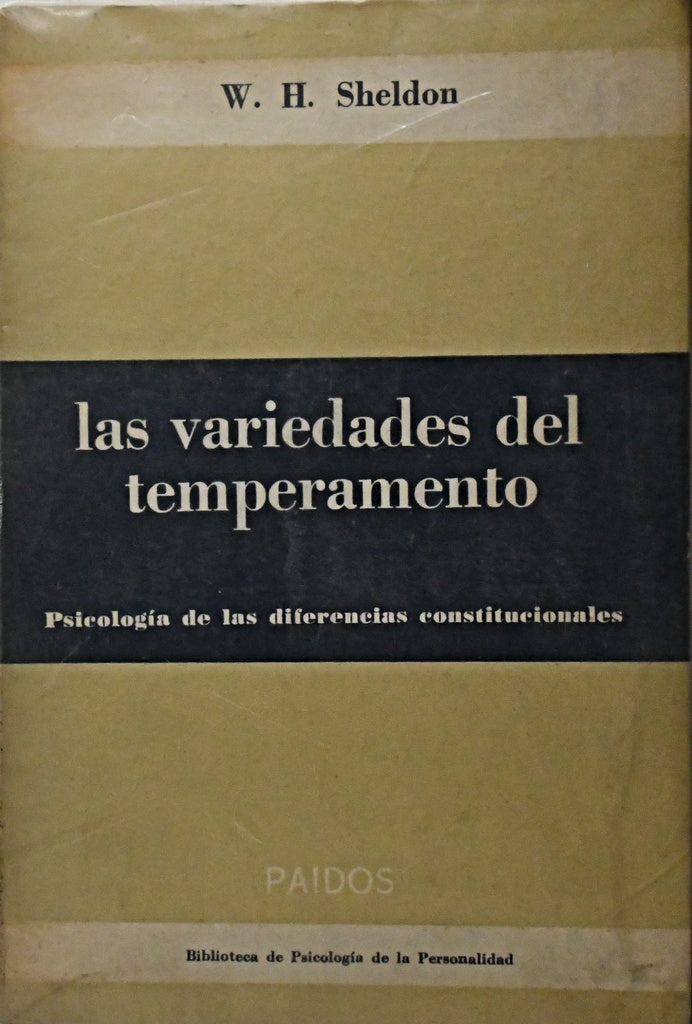 W. H. Sheldon
las variedades del
temperamento
Psicología de las diferencias constitucionales
PAIDOS
Biblioteca de Psicología de la Personalidad